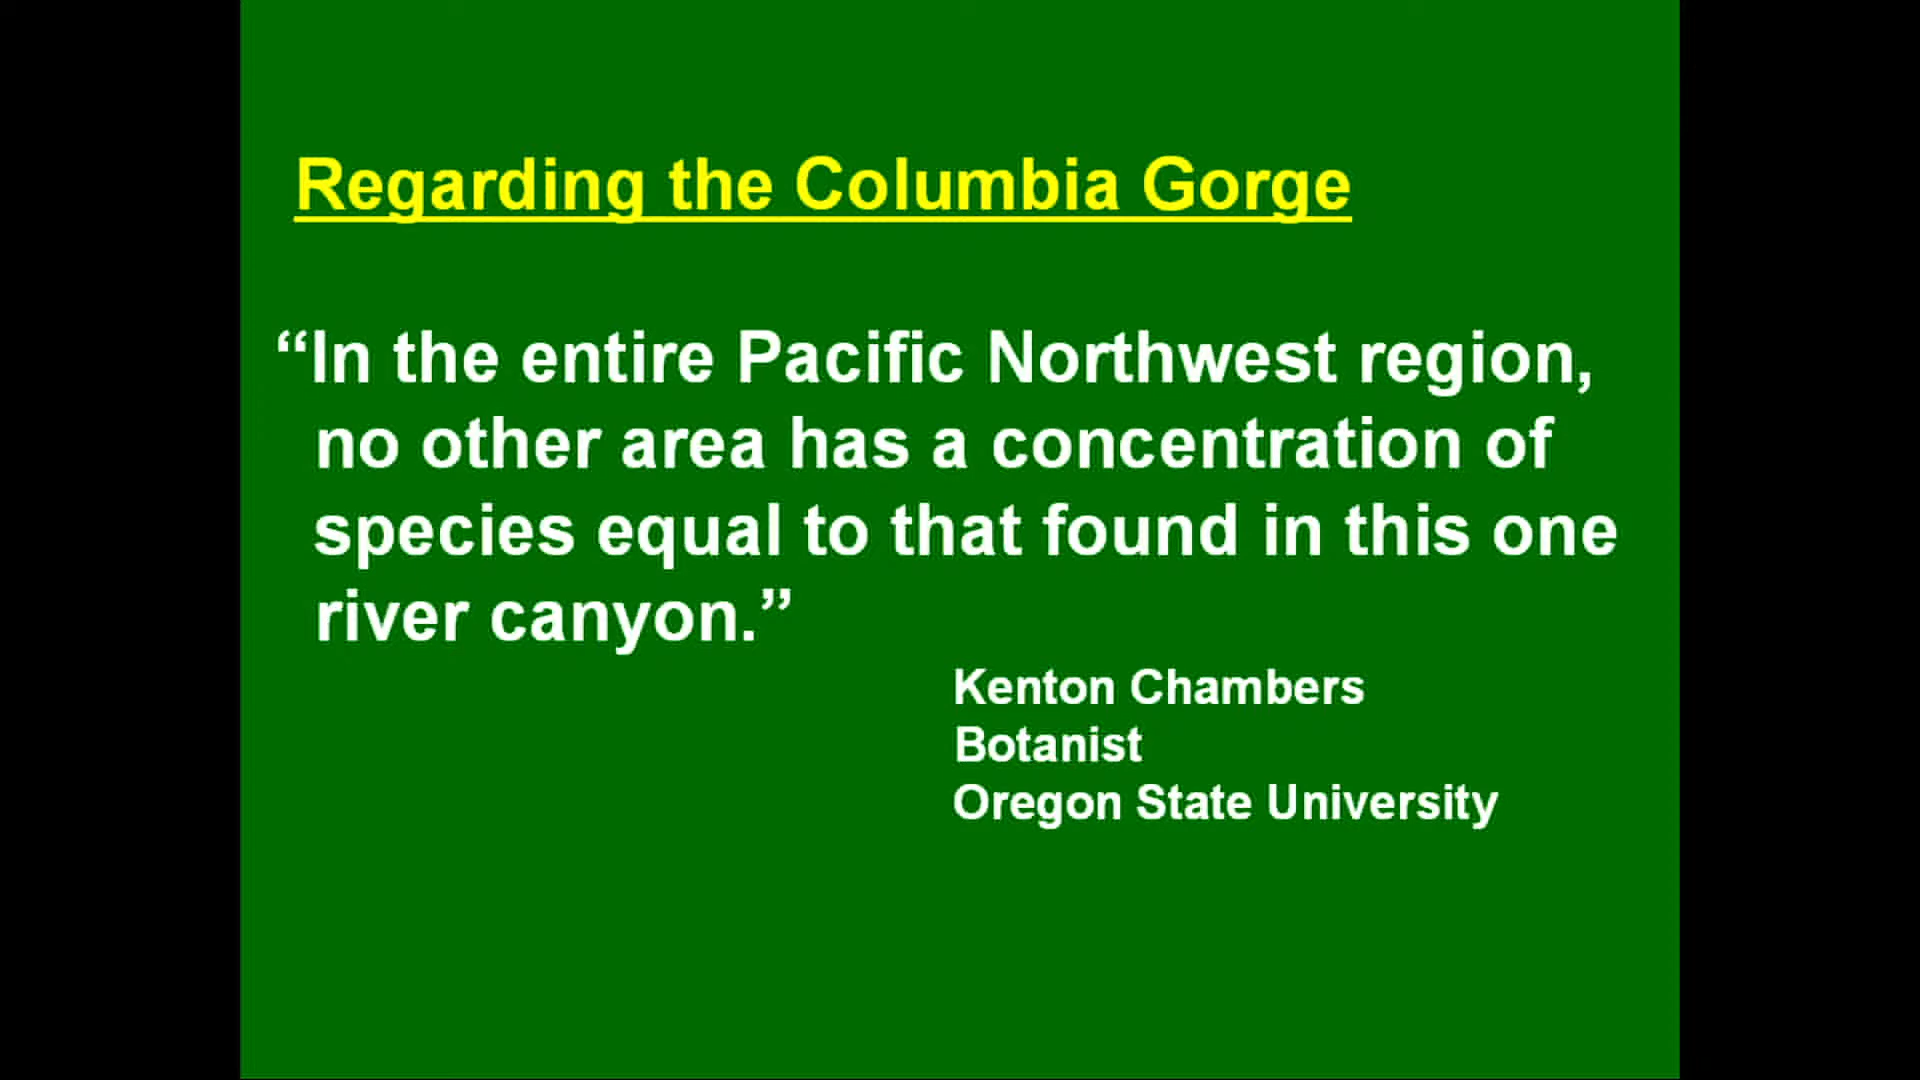 Regarding the Columbia Gorge
“In the entire Pacific Northwest region,
no other area has a concentration of
species equal to that found in this one
river canyon.”
Kenton Chambers
Botanist
Oregon State University